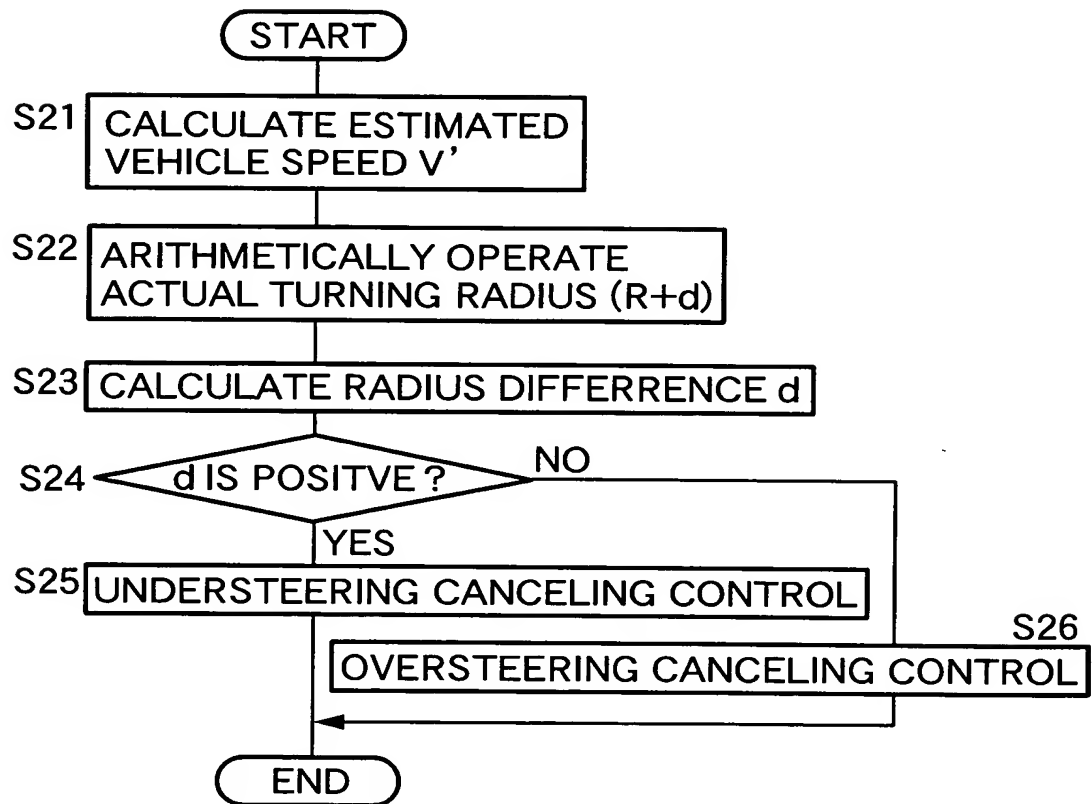 START
S21
CALCULATE ESTIMATED
VEHICLE SPEED V'
S22
ARITHMETICALLY OPERATE
ACTUAL TURNING RADIUS (R+d)
S23
CALCULATE RADIUS DIFFERRENCE d
S24
d IS POSITVE ?
NO
YES
S25
UNDERSTEERING CANCELING CONTROL
S26
OVERSTEERING CANCELING CONTROL
END